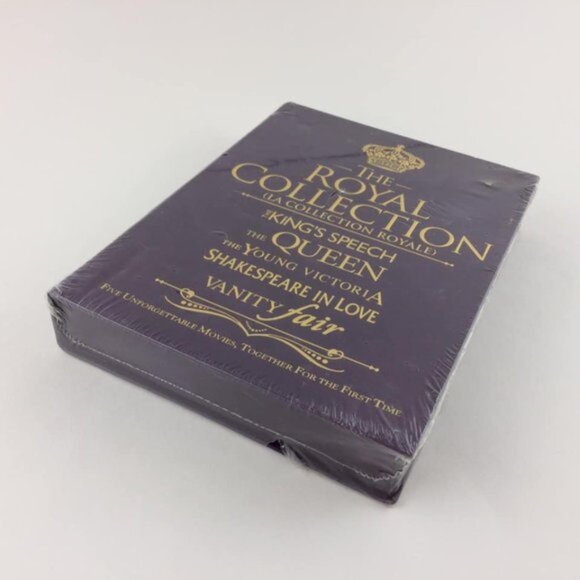 THE
ROYAL
COLLECTION
(LA COLLECTION ROYALE)
THE KING'S SPEECH
THE QUEEN
THE YOUNG VICTORIA
SHAKESPEARE IN LOVE
VANITY fair
FIVE UNFORGETTABLE MOVIES, TOGETHER FOR THE FIRST TIME